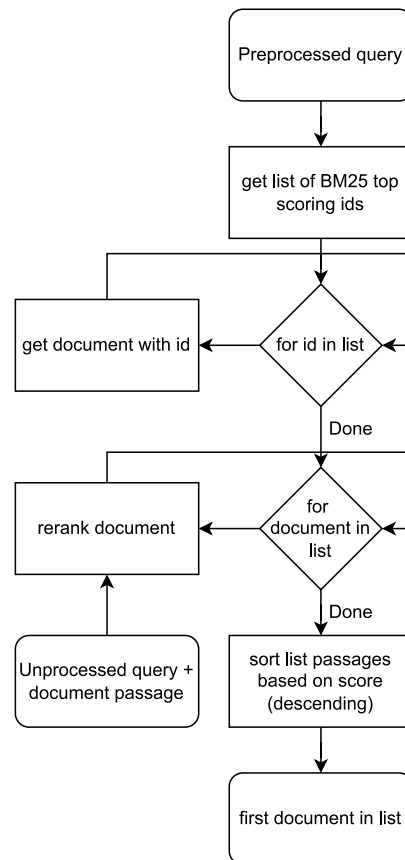 Preprocessed query
get list of BM25 top
scoring ids
get document with id
for id in list
Done
rerank document
for
document in
list
Done
Unprocessed query +
document passage
sort list passages
based on score
(descending)
first document in list